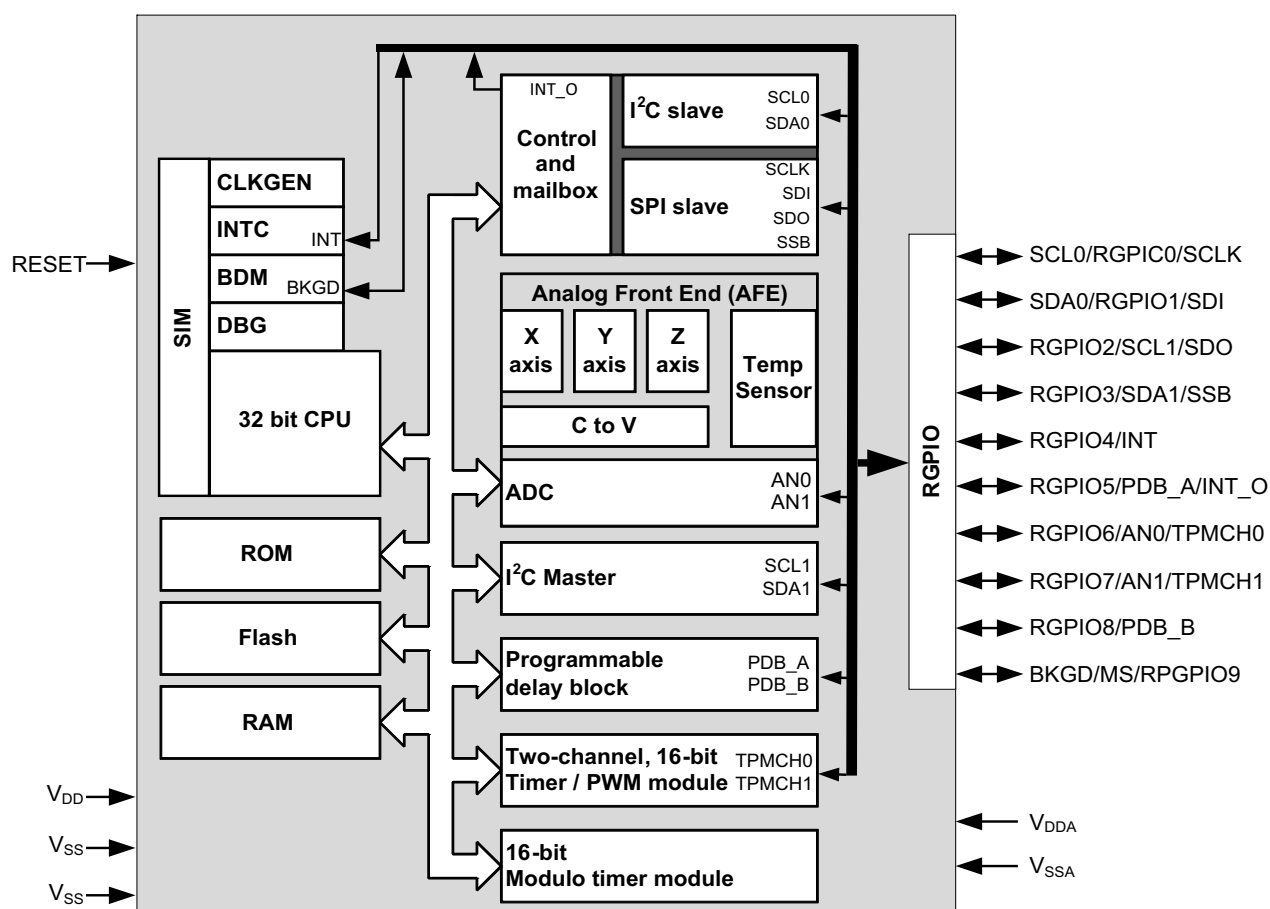 INT_O
Control
and
mailbox
I²C slave
SCL0
SDA0
SPI slave
SCLK
SDI
SDO
SSB
SIM
CLKGEN
INTC
INT
BDM
BKGD
DBG
32 bit CPU
ROM
Flash
RAM
RESET
V_DD
V_SS
V_SS
Analog Front End (AFE)
X
axis
Y
axis
Z
axis
Temp
Sensor
C to V
ADC
AN0
AN1
I²C Master
SCL1
SDA1
Programmable
delay block
PDB_A
PDB_B
Two-channel, 16-bit
Timer / PWM module
TPMCH0
TPMCH1
16-bit
Modulo timer module
RGPIO
SCL0/RGPIC0/SCLK
SDA0/RGPIO1/SDI
RGPIO2/SCL1/SDO
RGPIO3/SDA1/SSB
RGPIO4/INT
RGPIO5/PDB_A/INT_O
RGPIO6/AN0/TPMCH0
RGPIO7/AN1/TPMCH1
RGPIO8/PDB_B
BKGD/MS/RPGPIO9
V_DDA
V_SSA